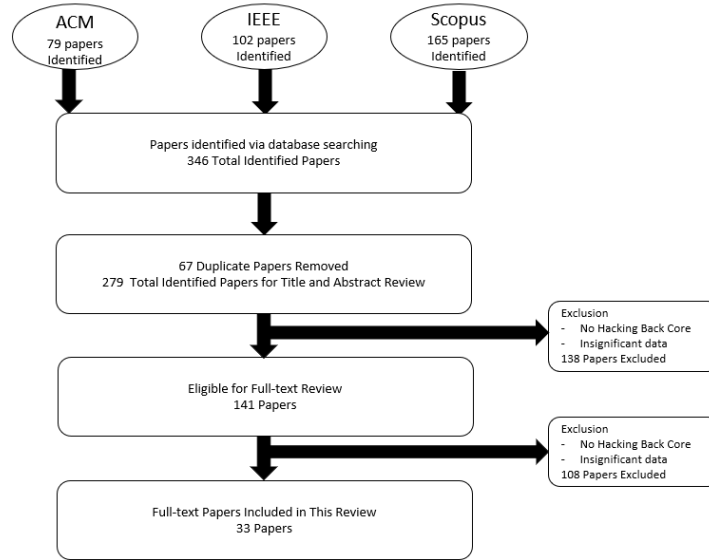 ACM
79 papers
Identified
IEEE
102 papers
Identified
Scopus
165 papers
Identified
Papers identified via database searching
346 Total Identified Papers
67 Duplicate Papers Removed
279 Total Identified Papers for Title and Abstract Review
Exclusion
- No Hacking Back Core
- Insignificant data
138 Papers Excluded
Eligible for Full-text Review
141 Papers
Exclusion
- No Hacking Back Core
- Insignificant data
108 Papers Excluded
Full-text Papers Included in This Review
33 Papers